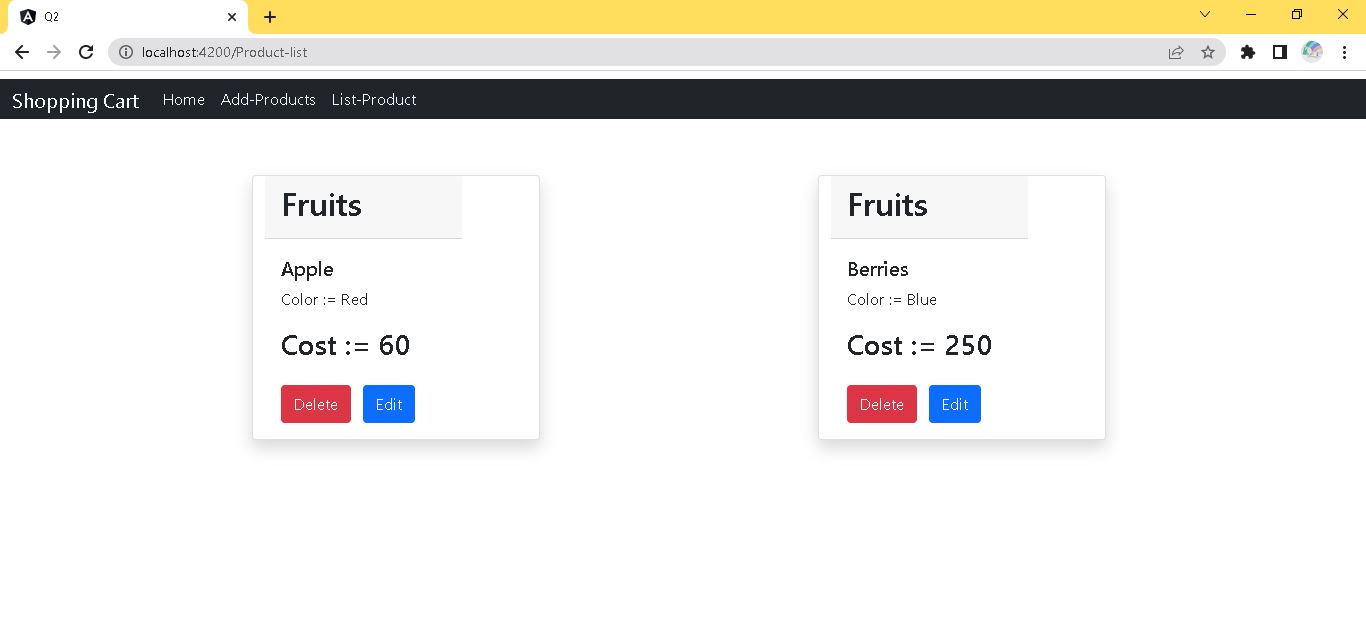 Q2
localhost:4200/Product-list
Shopping Cart Home Add-Products List-Product
Fruits
Apple
Color := Red
Cost := 60
Delete Edit
Fruits
Berries
Color := Blue
Cost := 250
Delete Edit